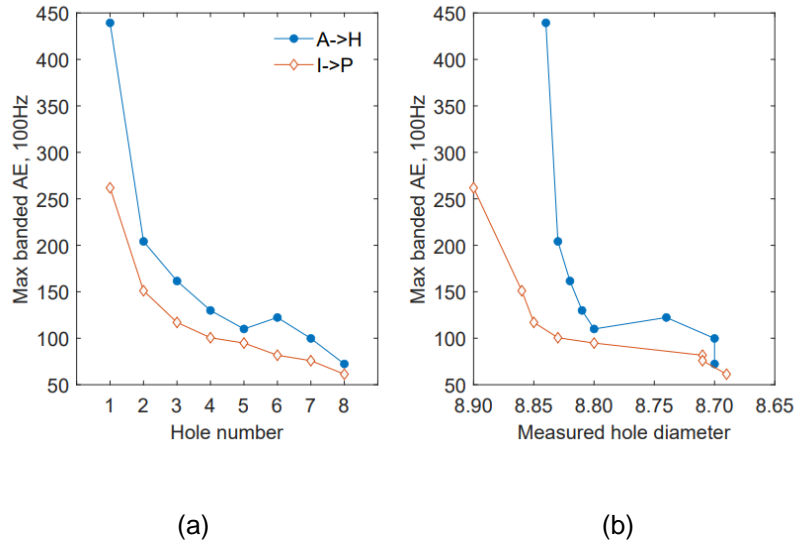 450
400
350
300
250
200
150
100
50
Max banded AE, 100Hz
A->H
I->P
1 2 3 4 5 6 7 8
Hole number
(a)
450
400
350
300
250
200
150
100
50
Max banded AE, 100Hz
8.90 8.85 8.80 8.75 8.70 8.65
Measured hole diameter
(b)